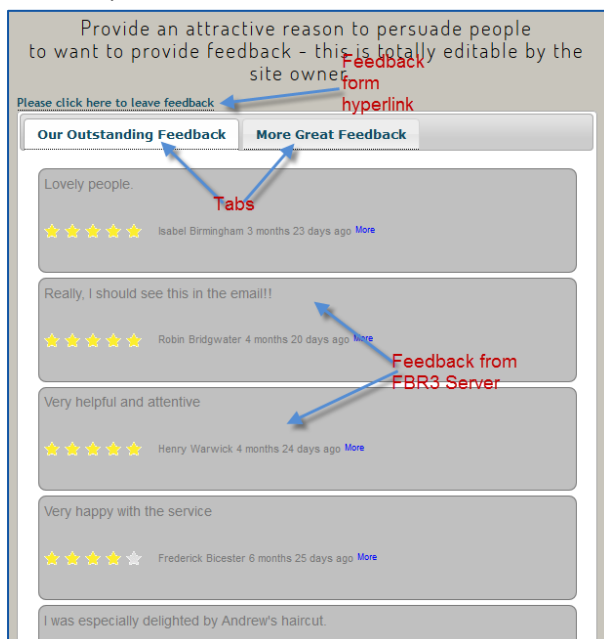 Provide an attractive reason to persuade people
to want to provide feedback - this is totally editable by the
site owner
Feedback
form
hyperlink
Please click here to leave feedback
Our Outstanding Feedback
More Great Feedback
Tabs
Lovely people.
Isabel Birmingham 3 months 23 days ago More
Really, I should see this in the email!!
Robin Bridgwater 4 months 20 days ago More
Feedback from
FBR3 Server
Very helpful and attentive
Henry Warwick 4 months 24 days ago More
Very happy with the service
Frederick Bicester 6 months 25 days ago More
I was especially delighted by Andrew's haircut.